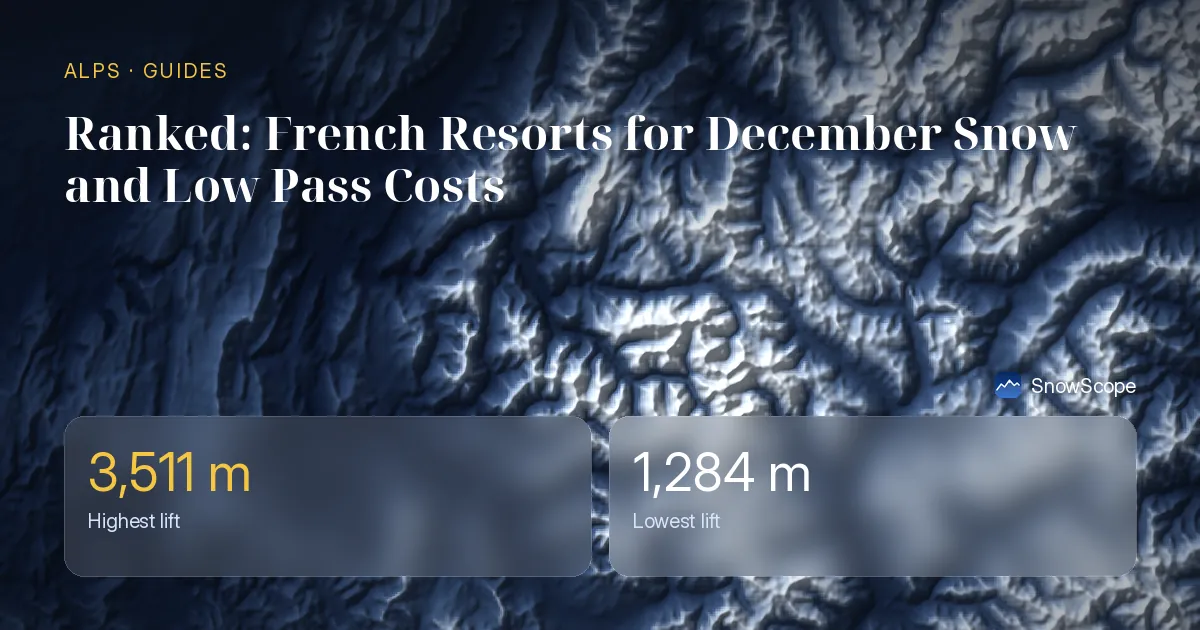 ALPS · GUIDES
Ranked: French Resorts for December Snow
and Low Pass Costs
SnowScope
3,511 m
Highest lift
1,284 m
Lowest lift